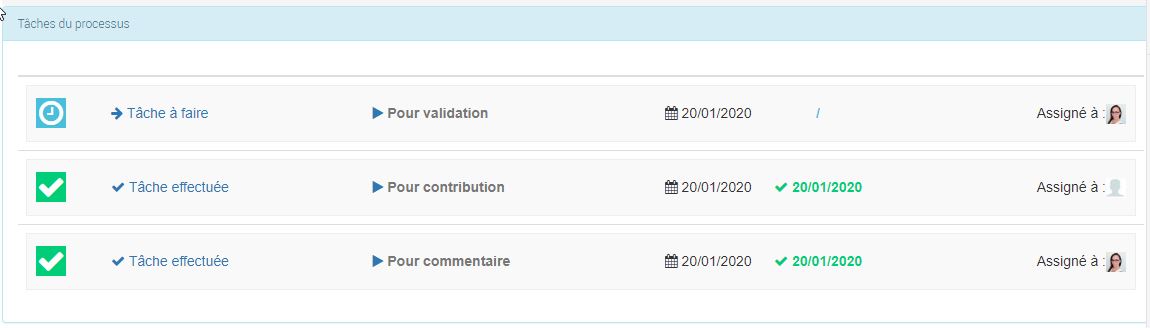 Tâches du processus
Tâche à faire Pour validation 20/01/2020 / Assigné à :
Tâche effectuée Pour contribution 20/01/2020 20/01/2020 Assigné à :
Tâche effectuée Pour commentaire 20/01/2020 20/01/2020 Assigné à :